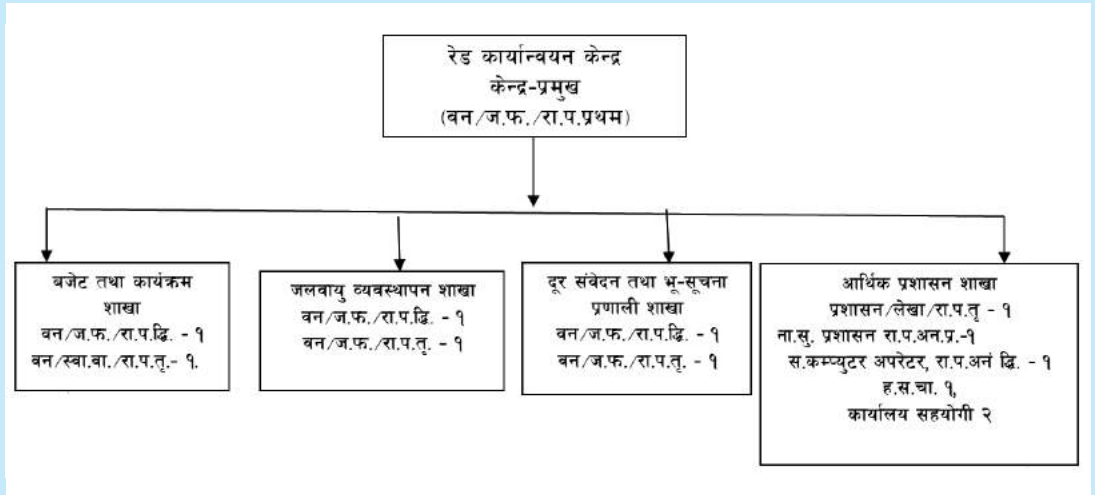 रेड कार्यान्वयन केन्द्र
केन्द्र-प्रमुख
(वन/ज.फ./रा.प.प्रथम)
बजेट तथा कार्यक्रम
शाखा
वन/ज.फ./रा.प.द्वि. - १
वन/स्वा.बा./रा.प.तृ.- १.
जलवायु व्यवस्थापन शाखा
वन/ज.फ./रा.प.द्वि. - १
वन/ज.फ./रा.प.तृ. - १
दूर संवेदन तथा भू-सूचना
प्रणाली शाखा
वन/ज.फ./रा.प.द्वि. - १
वन/ज.फ./रा.प.तृ. - १
आर्थिक प्रशासन शाखा
प्रशासन/लेखा/रा.प.तृ - १
ना.सु. प्रशासन रा.प.अन.प्र.-१
स.कम्प्युटर अपरेटर, रा.प.अनं द्वि. - १
ह.स.चा. १,
कार्यालय सहयोगी २